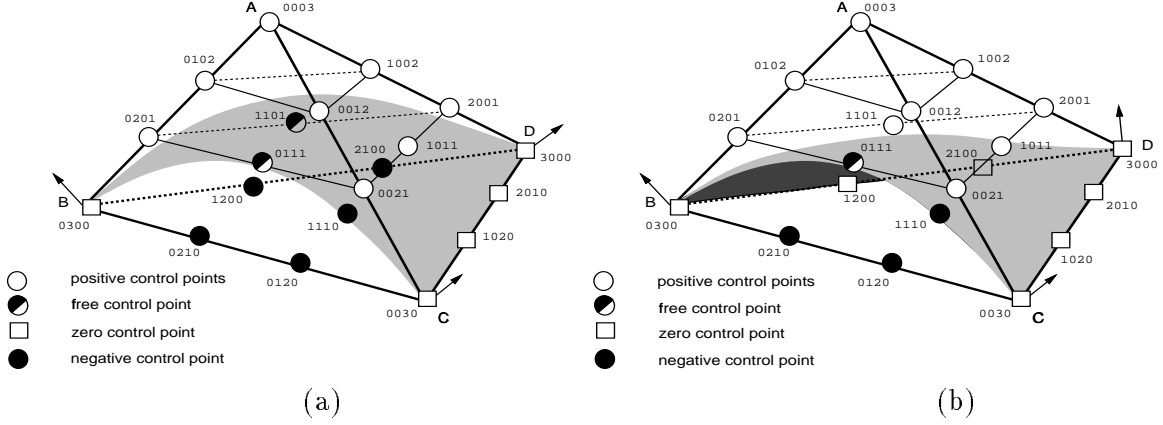 A
0003
0102
1002
0012
2001
0201
1101
D
0111
2100
1011
3000
B
1200
0021
2010
0300
1110
0210
1020
0120
0030
C
positive control points
free control point
zero control point
negative control point
(a)
A
0003
0102
1002
0012
2001
0201
1101
D
0111
2100
1011
3000
B
1200
0021
2010
0300
1110
0210
1020
0120
0030
C
positive control points
free control point
zero control point
negative control point
(b)